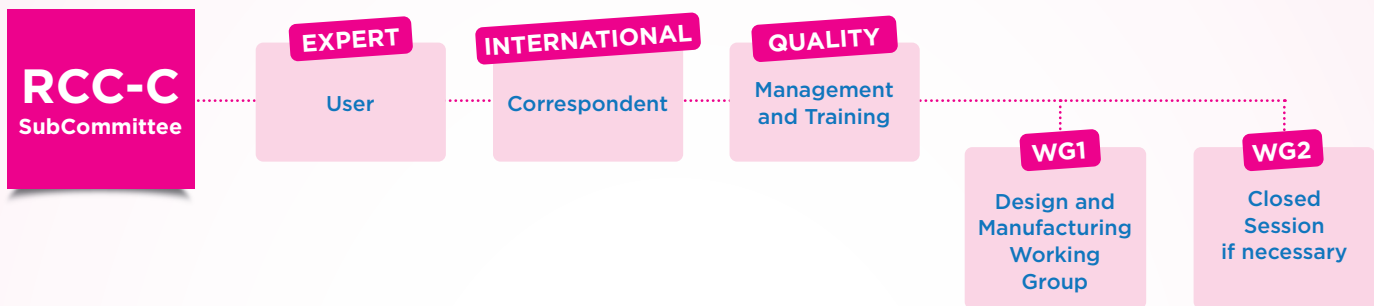 RCC-C
SubCommittee
EXPERT
User
INTERNATIONAL
Correspondent
QUALITY
Management
and Training
WG1
Design and
Manufacturing
Working
Group
WG2
Closed
Session
if necessary